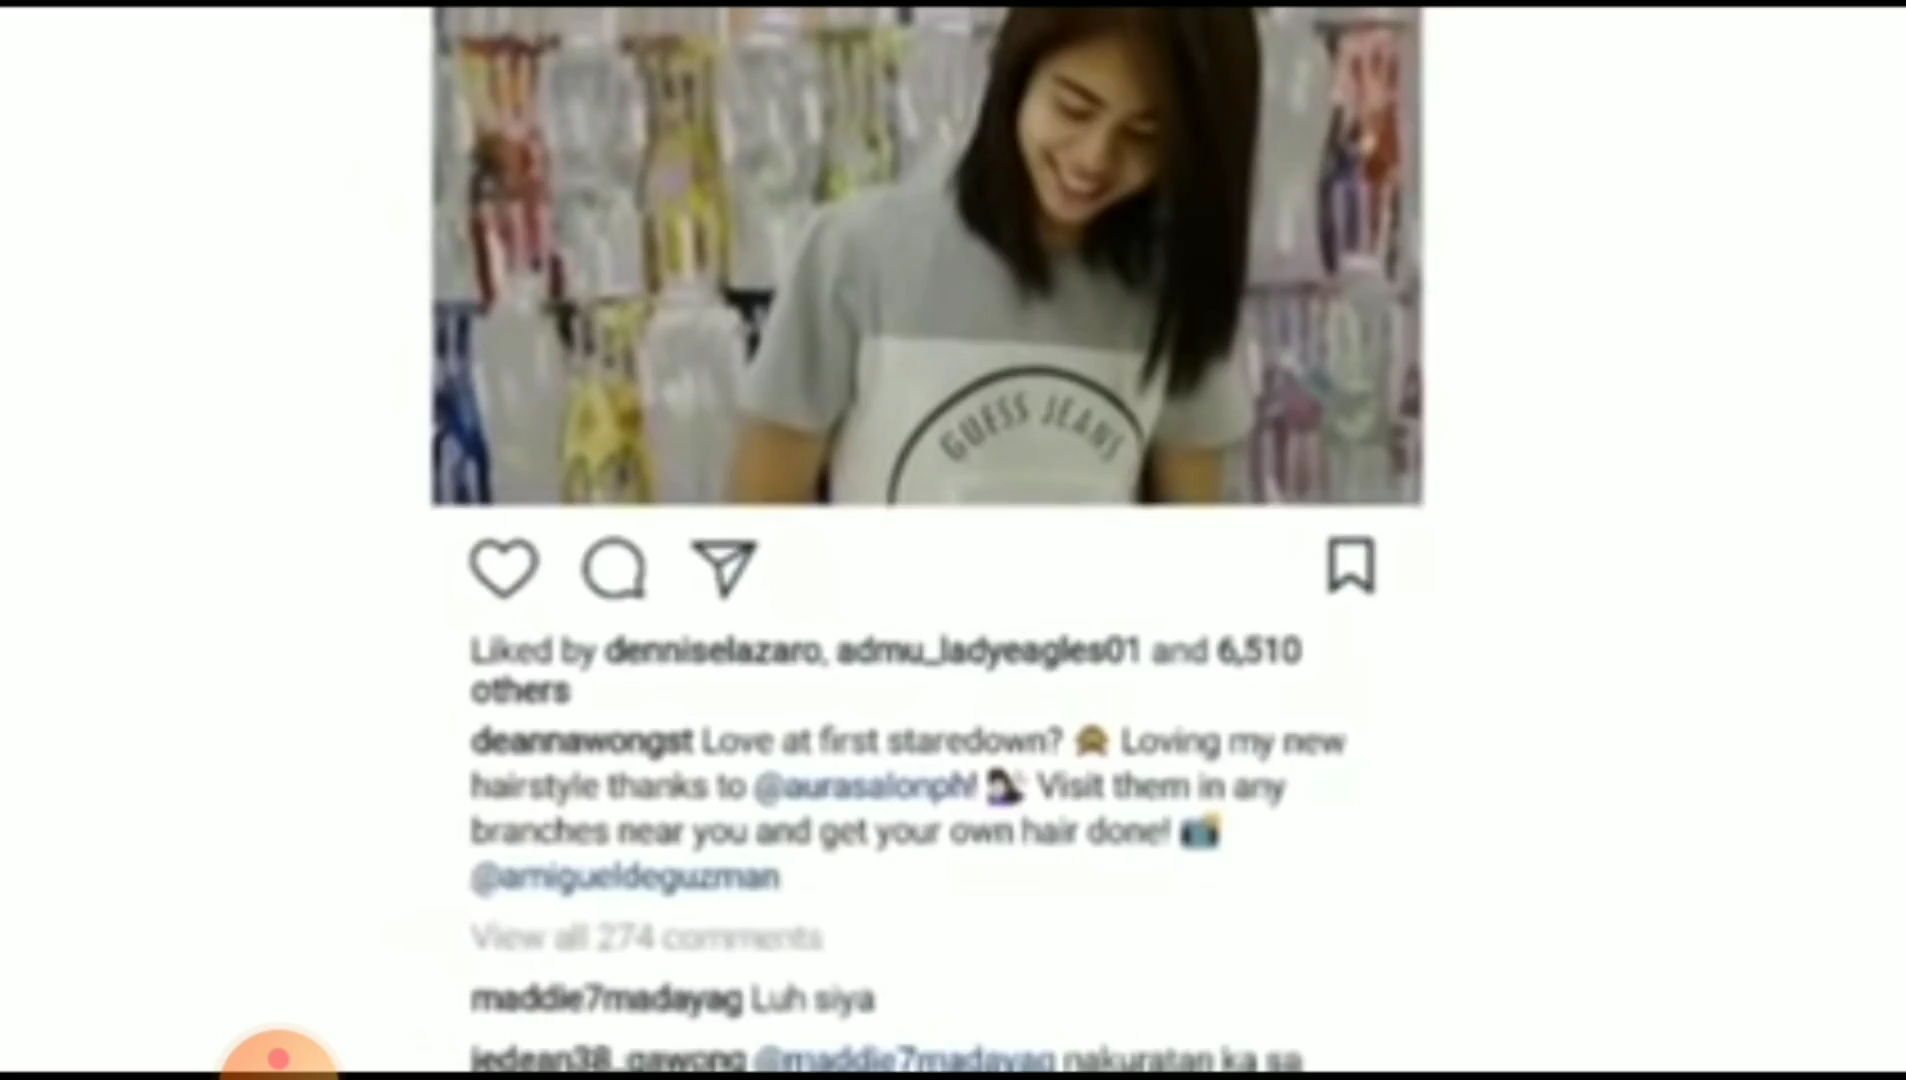 GUESS JEANS
Liked by denniselazaro, admu_ladyeagles01 and 6,510
others
deannawongst Love at first staredown? 🙊 Loving my new
hairstyle thanks to @aurasalonph! 💇🏻‍♀️ Visit them in any
branches near you and get your own hair done! 📸
@amigueldeguzman
View all 274 comments
maddie7madayag Luh siya
jedean38_gawong @maddie7madayag nakuratan ka sa